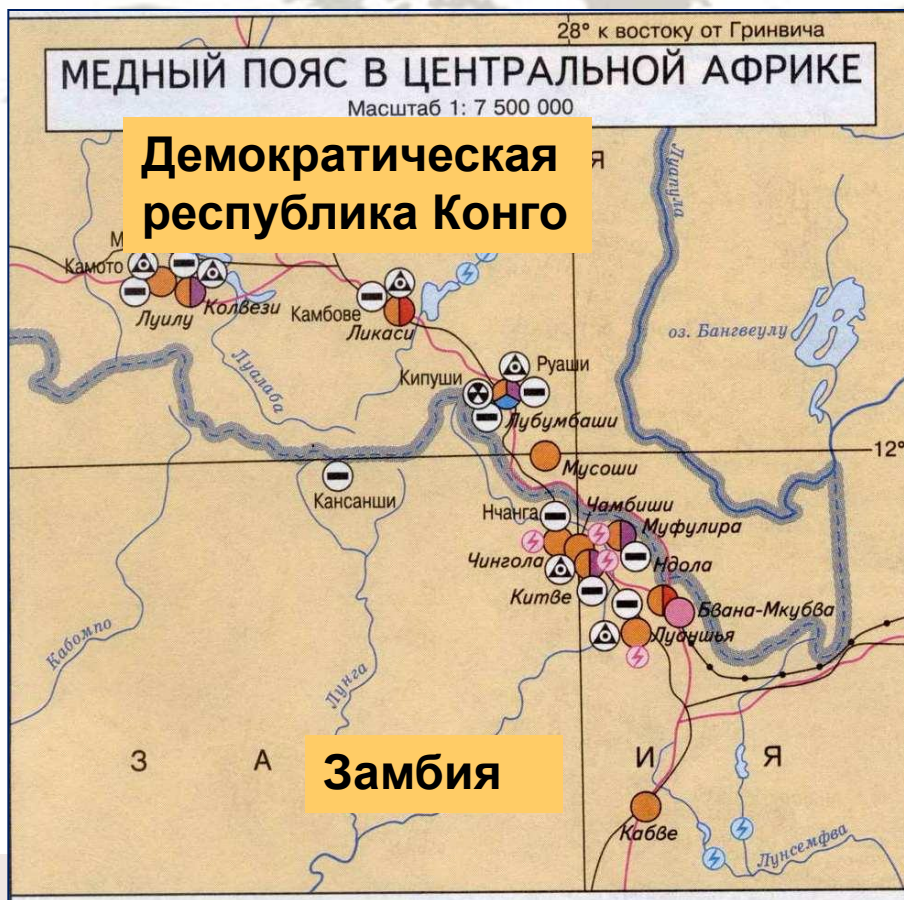 28° к востоку от Гринвича
МЕДНЫЙ ПОЯС В ЦЕНТРАЛЬНОЙ АФРИКЕ
Масштаб 1: 7 500 000
Демократическая
республика Конго
Я
Луапула
М
Камото
Колвези
Луилу
Камбове
Ликаси
оз. Бангвеулу
Луалаба
Кипуши
Руаши
Лубумбаши
12°
Мусоши
Кансанши
Нчанга
Чамбиши
Муфулира
Чингола
Ндола
Китве
Бвана-Мкубва
Луаншья
Кабомпо
Лунга
З А
Замбия
И Я
Кабве
Лунсемфва